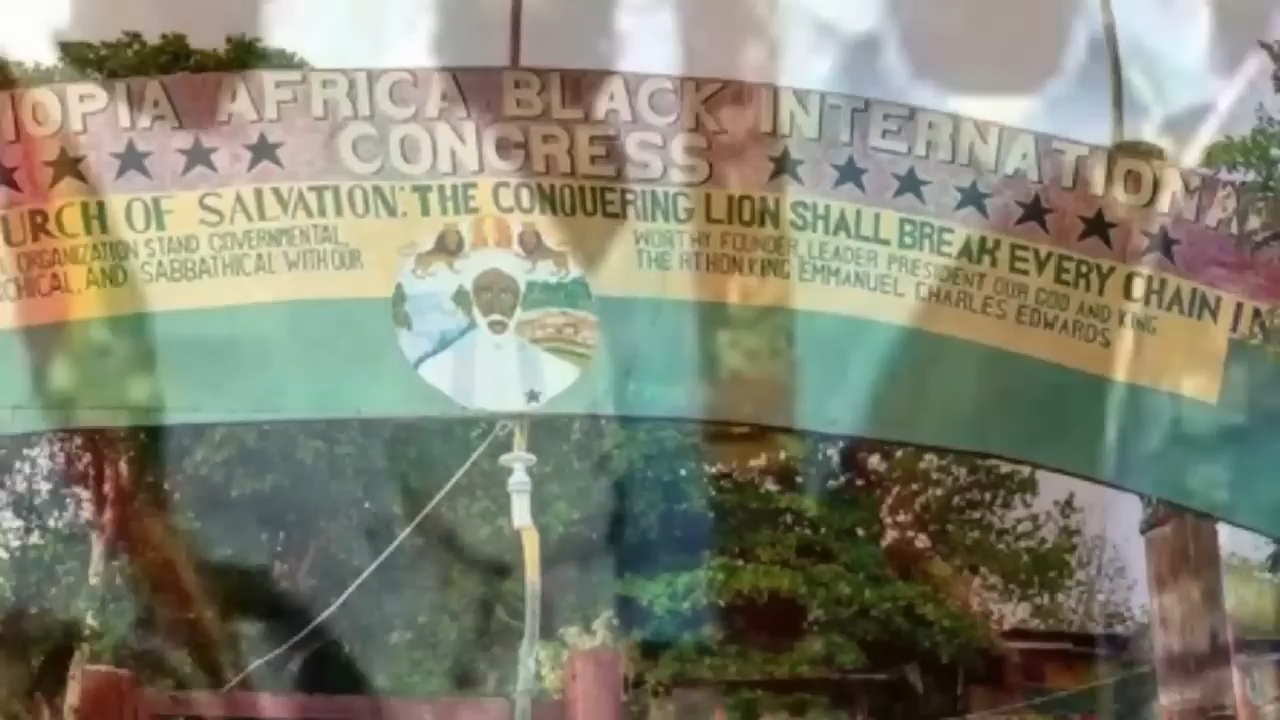 IOPIA AFRICA BLACK INTERNATIONA
CONGRESS
URCH OF SALVATION: THE CONQUERING LION SHALL BREAK EVERY CHAIN IN
ORGANIZATION STAND GOVERNMENTAL,
CHICAL, AND SABBATHICAL WITH OUR
WORTHY FOUNDER, LEADER PRESIDENT OUR GOD AND KING
THE RTHON KING EMMANUEL CHARLES EDWARDS